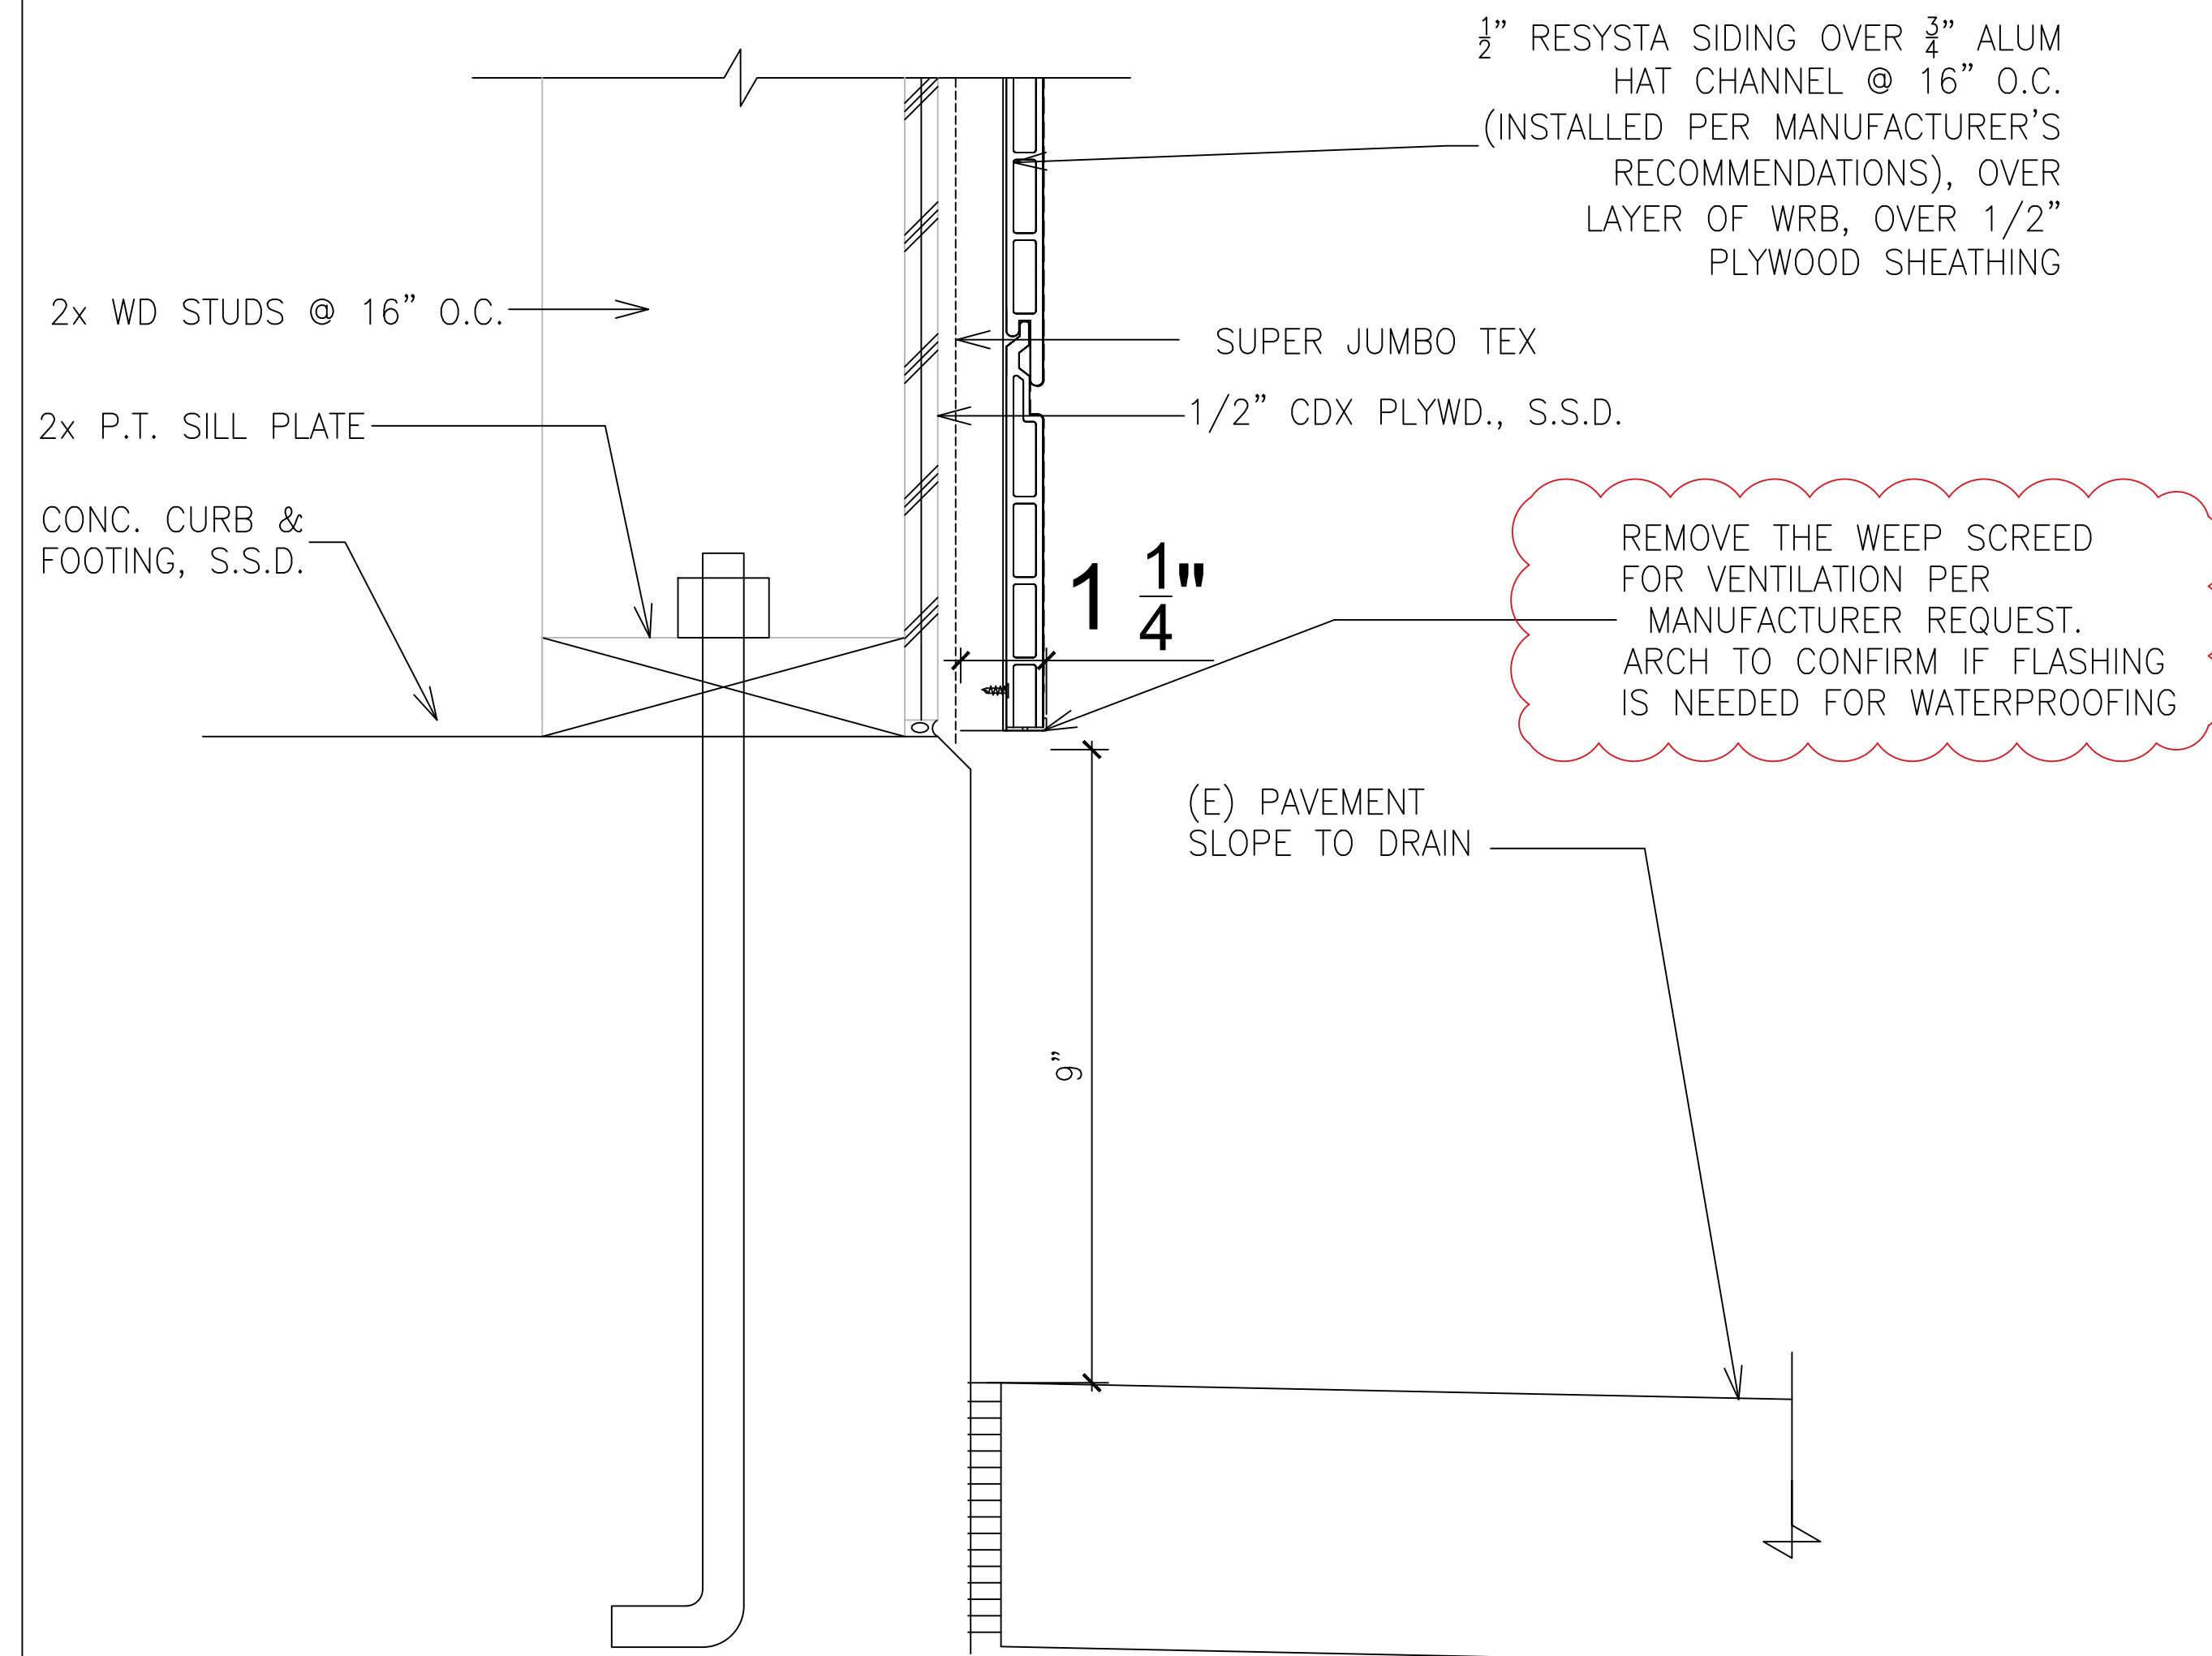 ½” RESYSTA SIDING OVER ¾” ALUM
HAT CHANNEL @ 16” O.C.
(INSTALLED PER MANUFACTURER’S
RECOMMENDATIONS), OVER
LAYER OF WRB, OVER 1/2”
PLYWOOD SHEATHING
2x WD STUDS @ 16” O.C.
SUPER JUMBO TEX
2x P.T. SILL PLATE
1/2” CDX PLYWD., S.S.D.
CONC. CURB &
FOOTING, S.S.D.
1 ¼"
REMOVE THE WEEP SCREED
FOR VENTILATION PER
MANUFACTURER REQUEST.
ARCH TO CONFIRM IF FLASHING
IS NEEDED FOR WATERPROOFING
(E) PAVEMENT
SLOPE TO DRAIN
9”